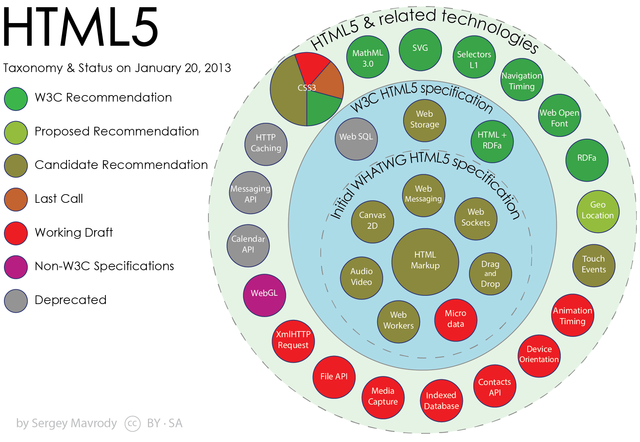 HTML5
Taxonomy & Status on January 20, 2013
W3C Recommendation
Proposed Recommendation
Candidate Recommendation
Last Call
Working Draft
Non-W3C Specifications
Deprecated
by Sergey Mavrody cc BY - SA
HTML5 & related technologies
CSS3
MathML
3.0
SVG
Selectors
L1
Navigation
Timing
Web Open
Font
RDFa
Geo
Location
Touch
Events
Animation
Timing
Device
Orientation
Contacts
API
Indexed
Database
Media
Capture
File API
XmlHTTP
Request
WebGL
Calendar
API
Messaging
API
HTTP
Caching
W3C HTML5 specification
Web SQL
Web
Storage
HTML +
RDFa
Initial WHATWG HTML5 specification
Web
Messaging
Canvas
2D
Web
Sockets
HTML
Markup
Audio
Video
Drag
and
Drop
Web
Workers
Micro
data